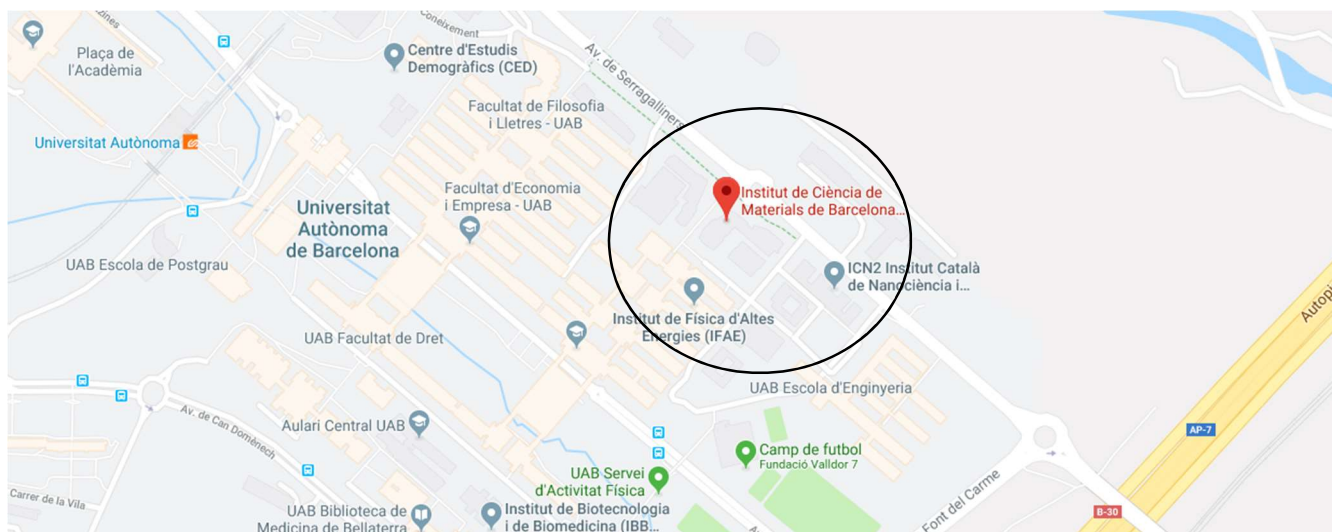 Coneixement
Av. de Serragalliners
Plaça de
l'Acadèmia
Centre d'Estudis
Demogràfics (CED)
Facultat de Filosofia
i Lletres - UAB
Universitat Autònoma
Facultat d'Economia
i Empresa - UAB
Institut de Ciència de
Materials de Barcelona...
Universitat
Autònoma
de Barcelona
UAB Escola de Postgrau
ICN2 Institut Català
de Nanociència i...
Institut de Física d'Altes
Energies (IFAE)
Autopi
UAB Facultat de Dret
UAB Escola d'Enginyeria
Av. de Can Domènech
Aulari Central UAB
AP-7
Camp de futbol
Fundació Valldor 7
UAB Servei
d'Activitat Física
Carrer de la Vila
Font del Carme
UAB Biblioteca de
Medicina de Bellaterra
Institut de Biotecnologia
i de Biomedicina (IBB...
B-30